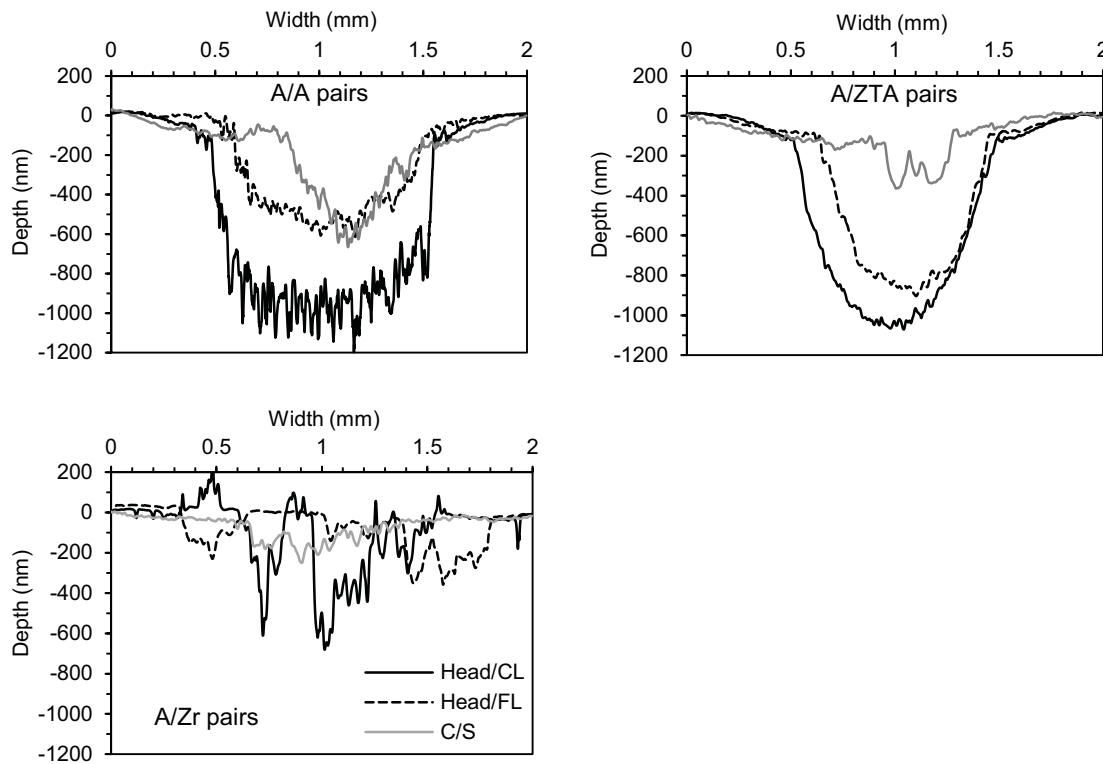 Width (mm)
0 0.5 1 1.5 2
200
0
-200
-400
-600
-800
-1000
-1200
Depth (nm)
A/A pairs
Width (mm)
0 0.5 1 1.5 2
200
0
-200
-400
-600
-800
-1000
-1200
Depth (nm)
A/ZTA pairs
Width (mm)
0 0.5 1 1.5 2
200
0
-200
-400
-600
-800
-1000
-1200
Depth (nm)
Head/CL
Head/FL
C/S
A/Zr pairs